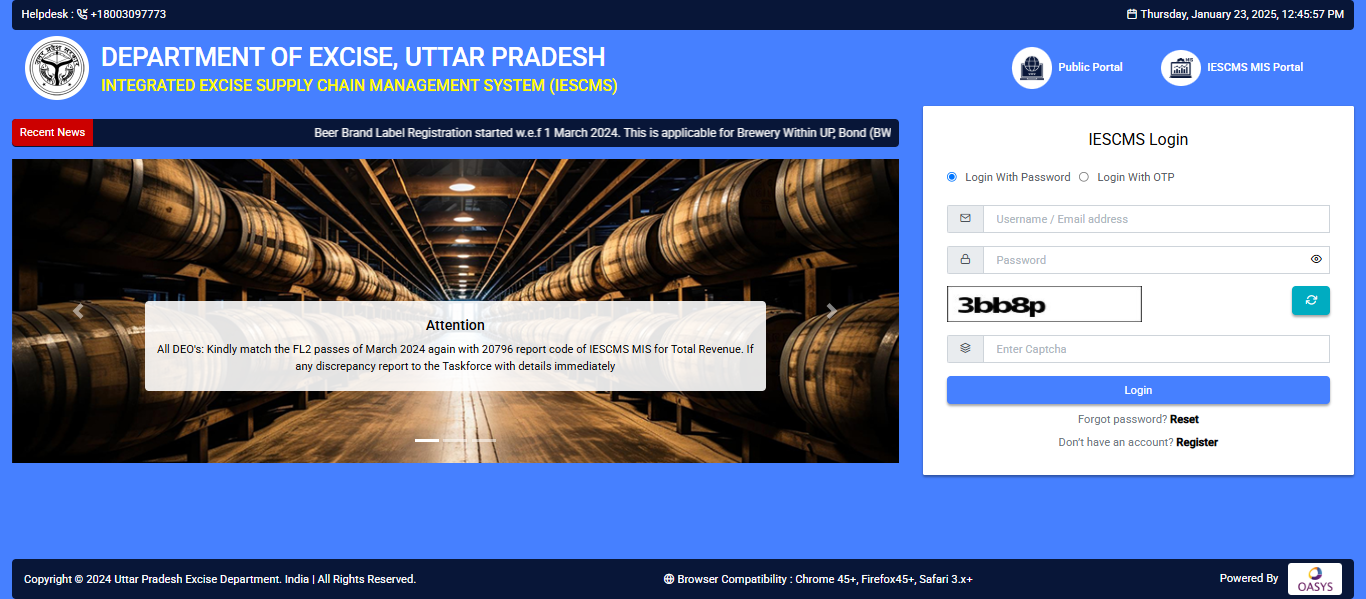 Helpdesk : +18003097773
Thursday, January 23, 2025, 12:45:57 PM
DEPARTMENT OF EXCISE, UTTAR PRADESH
INTEGRATED EXCISE SUPPLY CHAIN MANAGEMENT SYSTEM (IESCMS)
Public Portal
IESCMS MIS Portal
Recent News
Beer Brand Label Registration started w.e.f 1 March 2024. This is applicable for Brewery Within UP, Bond (BW
Attention
All DEO's: Kindly match the FL2 passes of March 2024 again with 20796 report code of IESCMS MIS for Total Revenue. If
any discrepancy report to the Taskforce with details immediately
IESCMS Login
Login With Password
Login With OTP
Username / Email address
Password
3bb8p
Enter Captcha
Login
Forgot password? Reset
Don't have an account? Register
Copyright © 2024 Uttar Pradesh Excise Department. India | All Rights Reserved.
Browser Compatibility : Chrome 45+, Firefox45+, Safari 3.x+
Powered By
OASYS